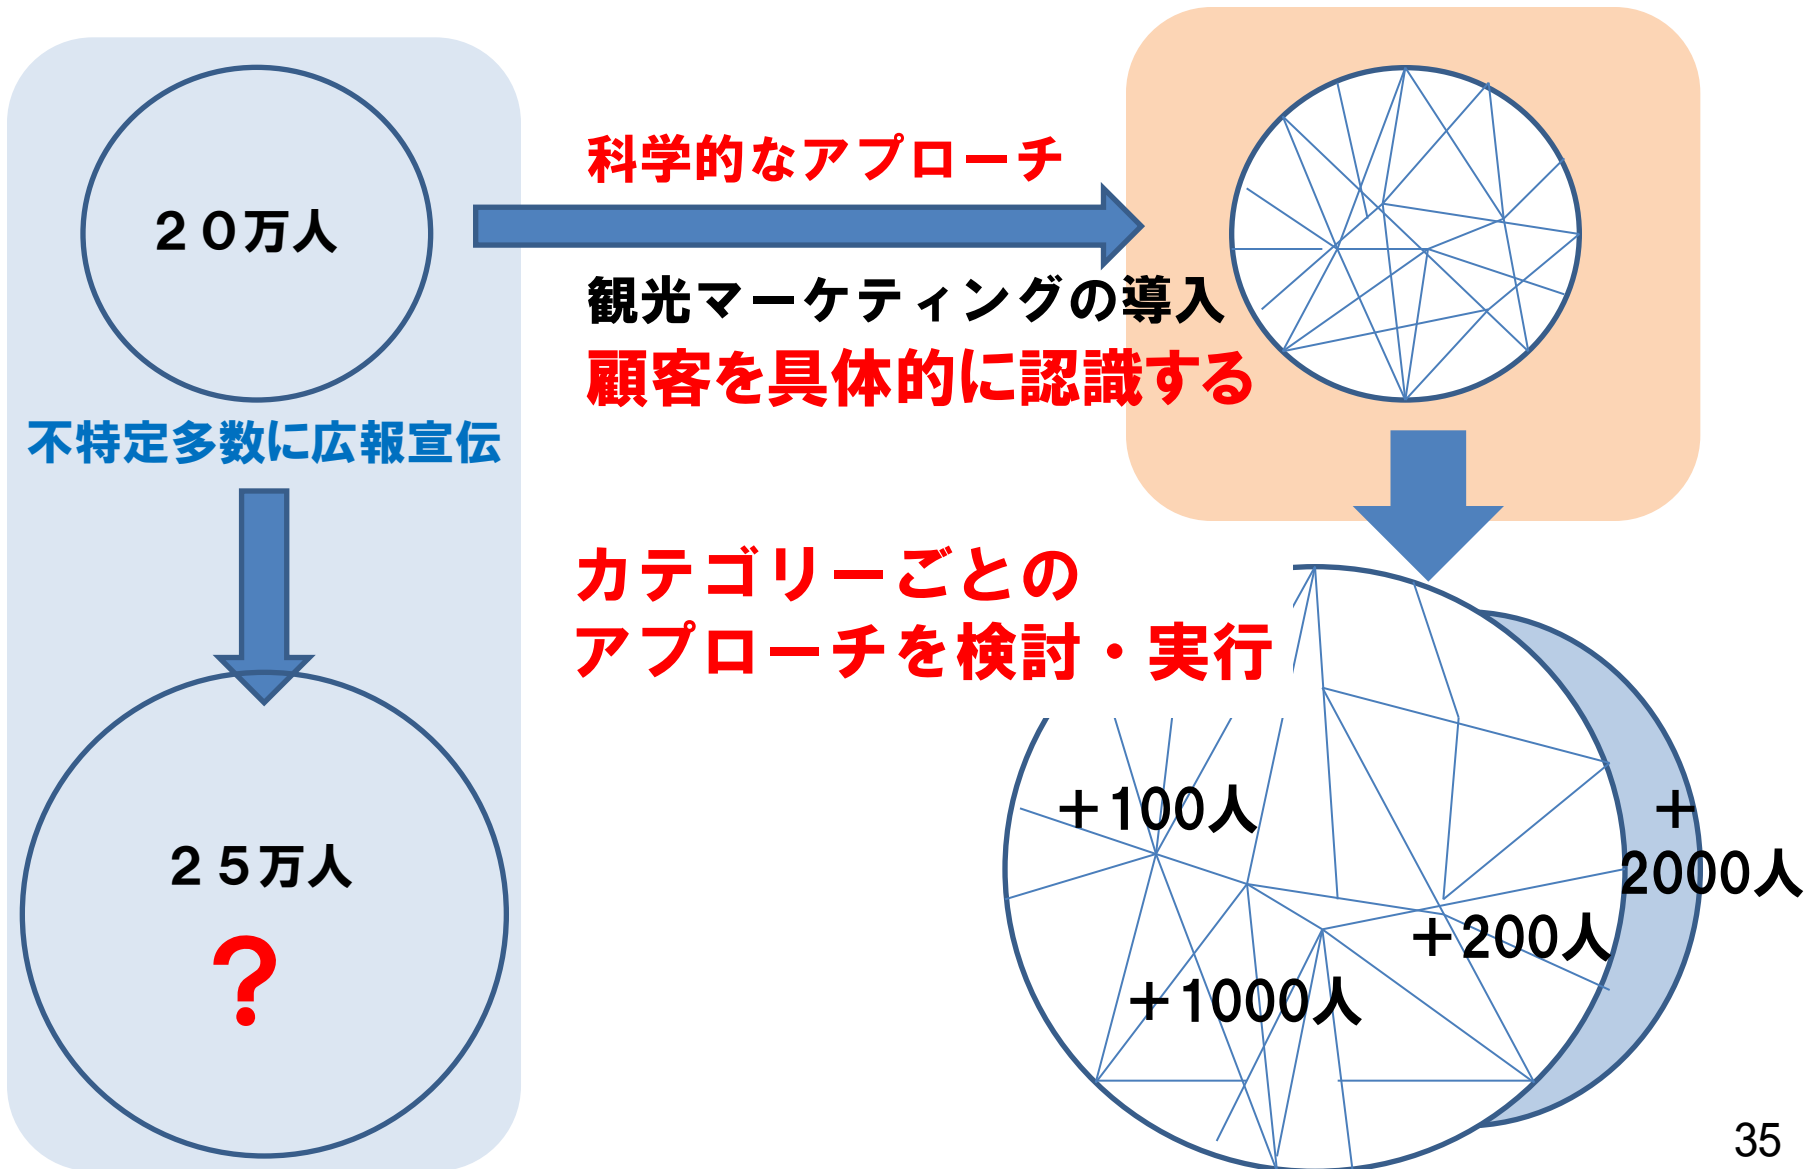 ２０万人
不特定多数に広報宣伝
２５万人
？
科学的なアプローチ
観光マーケティングの導入
顧客を具体的に認識する
カテゴリーごとの
アプローチを検討・実行
＋100人
＋
2000人
＋200人
＋1000人
35